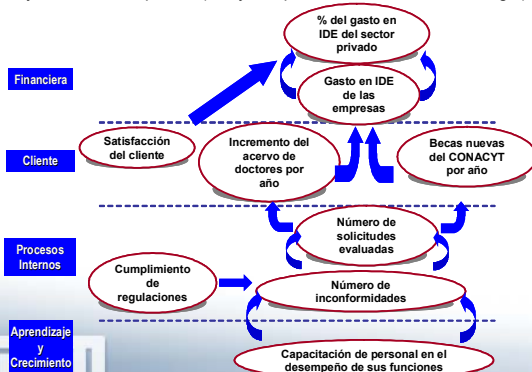 % del gasto en
IDE del sector
privado
Financiera
Gasto en IDE
de las
empresas
Satisfacción
del cliente
Incremento del
acervo de
doctores por
año
Becas nuevas
del CONACYT
por año
Cliente
Número de
solicitudes
evaluadas
Procesos
Internos
Cumplimiento
de
regulaciones
Número de
inconformidades
Aprendizaje
y
Crecimiento
Capacitación de personal en el
desempeño de sus funciones